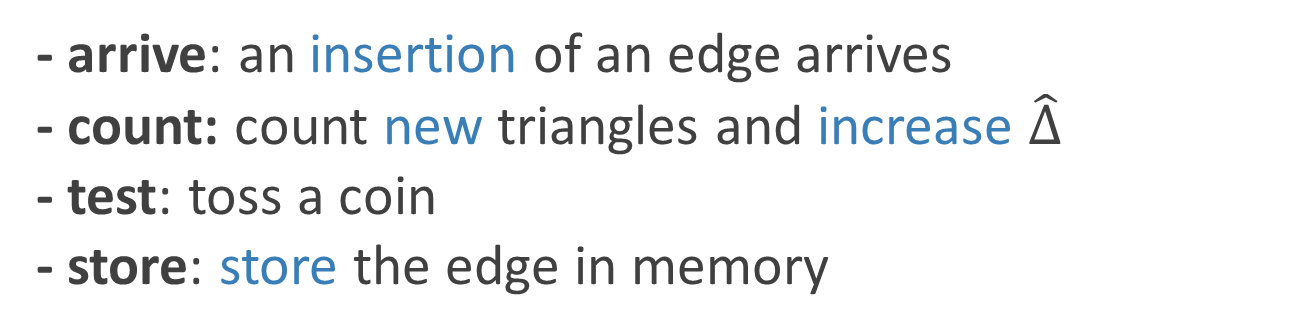 - arrive: an insertion of an edge arrives
- count: count new triangles and increase Δ̂
- test: toss a coin
- store: store the edge in memory